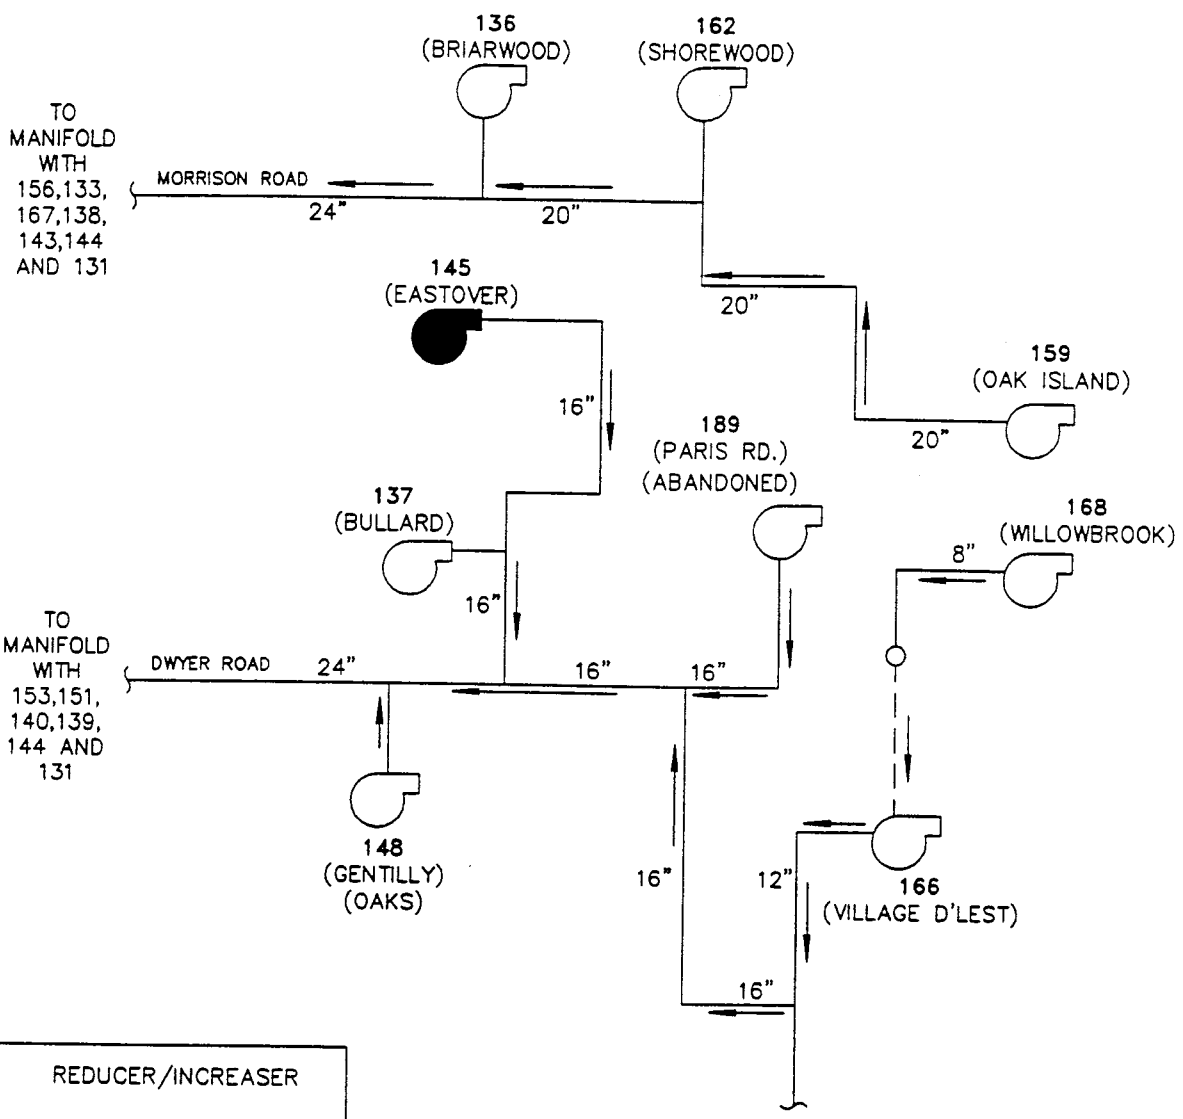 136
(BRIARWOOD)
162
(SHOREWOOD)
TO
MANIFOLD
WITH
156,133,
167,138,
143,144
AND 131
MORRISON ROAD
24"
20"
20"
145
(EASTOVER)
159
(OAK ISLAND)
20"
16"
189
(PARIS RD.)
(ABANDONED)
137
(BULLARD)
168
(WILLOWBROOK)
8"
16"
TO
MANIFOLD
WITH
153,151,
140,139,
144 AND
131
DWYER ROAD
24"
16"
16"
148
(GENTILLY)
(OAKS)
16"
12"
166
(VILLAGE D'LEST)
16"
REDUCER/INCREASER